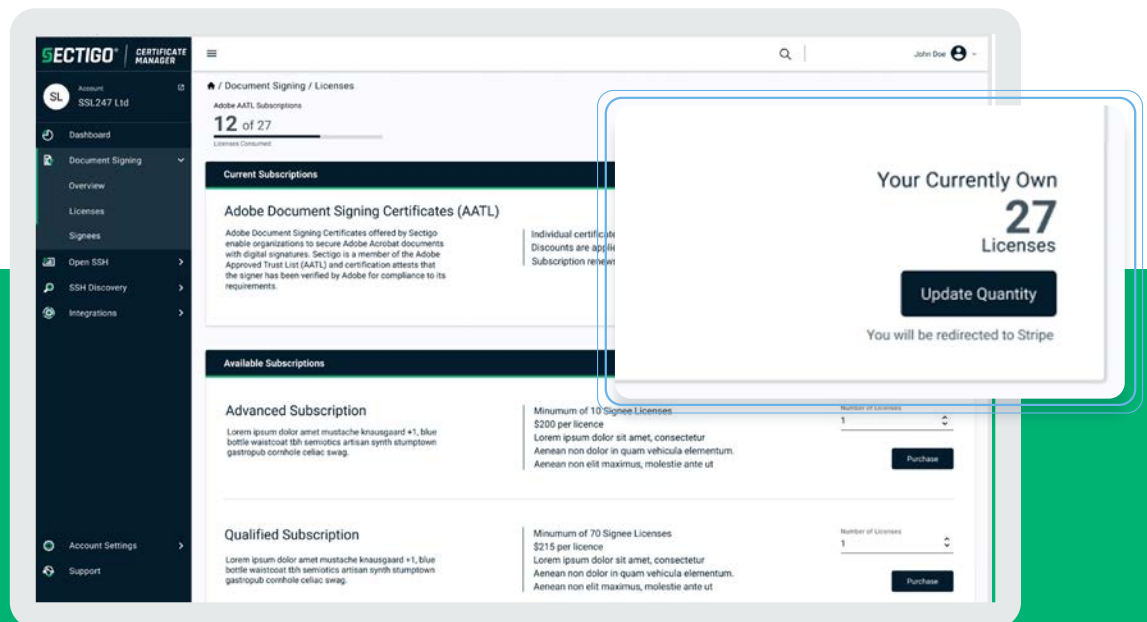 SECTIGO® | CERTIFICATE MANAGER
John Doe
SL
Account
SSL247 Ltd
Dashboard
Document Signing
Overview
Licenses
Signees
Open SSH
SSH Discovery
Integrations
Account Settings
Support
/ Document Signing / Licenses
Adobe AATL Subscriptions
12 of 27
Licenses Consumed
Current Subscriptions
Adobe Document Signing Certificates (AATL)
Adobe Document Signing Certificates offered by Sectigo
enable organizations to secure Adobe Acrobat documents
with digital signatures. Sectigo is a member of the Adobe
Approved Trust List (AATL) and certification attests that
the signer has been verified by Adobe for compliance to its
requirements.
Individual certificate
Discounts are applie
Subscription renews
Your Currently Own
27
Licenses
Update Quantity
You will be redirected to Stripe
Available Subscriptions
Advanced Subscription
Lorem ipsum dolor amet mustache knausgaard +1, blue
bottle waistcoat tbh semiotics artisan synth stumptown
gastropub cornhole celiac swag.
Minumum of 10 Signee Licenses
$200 per licence
Lorem ipsum dolor sit amet, consectetur
Aenean non dolor in quam vehicula elementum.
Aenean non elit maximus, molestie ante ut
Number of Licenses
1
Purchase
Qualified Subscription
Lorem ipsum dolor amet mustache knausgaard +1, blue
bottle waistcoat tbh semiotics artisan synth stumptown
gastropub cornhole celiac swag.
Minumum of 70 Signee Licenses
$215 per licence
Lorem ipsum dolor sit amet, consectetur
Aenean non dolor in quam vehicula elementum.
Aenean non elit maximus, molestie ante ut
Number of Licenses
1
Purchase